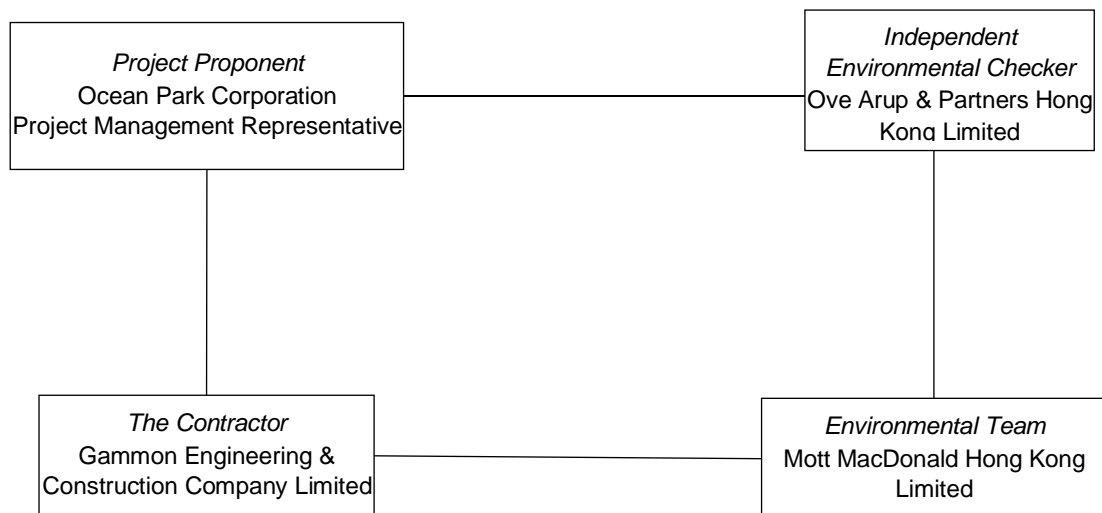 Project Proponent
Ocean Park Corporation
Project Management Representative
Independent
Environmental Checker
Ove Arup & Partners Hong
Kong Limited
The Contractor
Gammon Engineering &
Construction Company Limited
Environmental Team
Mott MacDonald Hong Kong
Limited